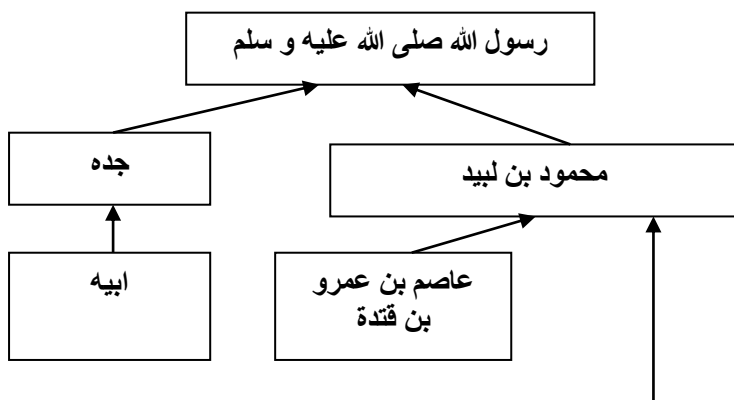 رسول الله صلى الله عليه و سلم
جده
محمود بن لبيد
ابيه
عاصم بن عمرو
بن قتدة